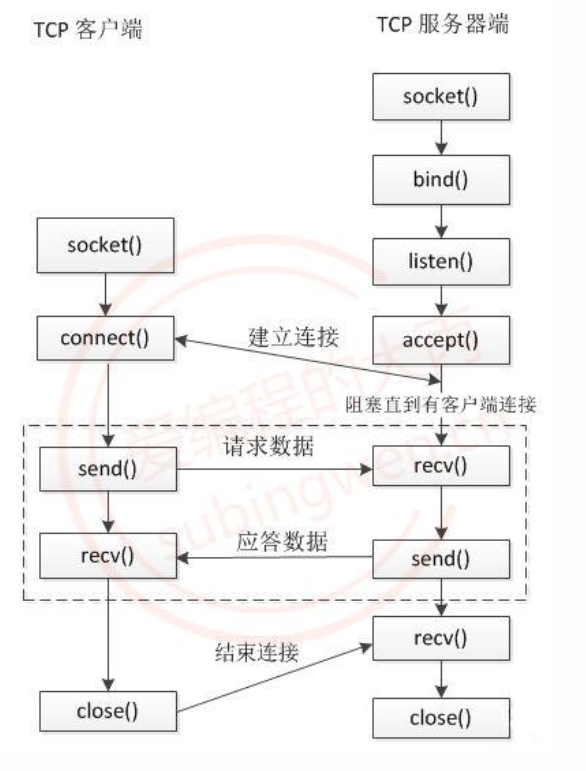 TCP 客户端
TCP 服务器端
socket()
bind()
socket()
listen()
connect()
建立连接
accept()
阻塞直到有客户端连接
send()
请求数据
recv()
recv()
应答数据
send()
recv()
结束连接
close()
close()
爱编程的大丙
subingwen.cn